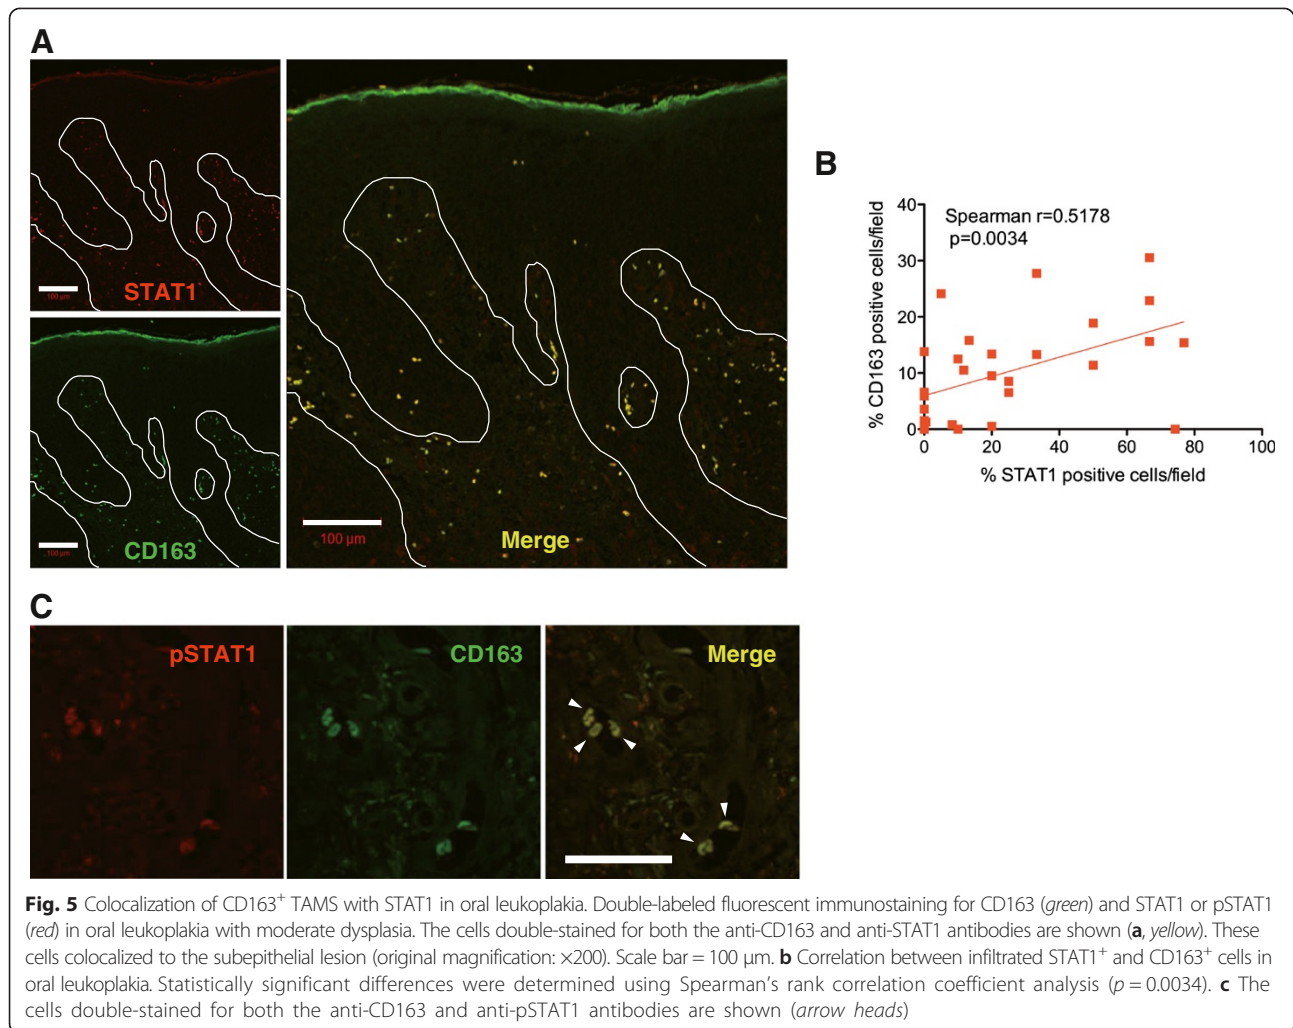 A
STAT1
100 µm
CD163
100 µm
Merge
100 µm
B
% CD163 positive cells/field
40
30
20
10
0
Spearman r=0.5178
p=0.0034
0 20 40 60 80 100
% STAT1 positive cells/field
C
pSTAT1
CD163
Merge
Fig. 5 Colocalization of CD163+ TAMS with STAT1 in oral leukoplakia. Double-labeled fluorescent immunostaining for CD163 (green) and STAT1 or pSTAT1
(red) in oral leukoplakia with moderate dysplasia. The cells double-stained for both the anti-CD163 and anti-STAT1 antibodies are shown (a, yellow). These
cells colocalized to the subepithelial lesion (original magnification: ×200). Scale bar = 100 µm. b Correlation between infiltrated STAT1+ and CD163+ cells in
oral leukoplakia. Statistically significant differences were determined using Spearman's rank correlation coefficient analysis (p = 0.0034). c The
cells double-stained for both the anti-CD163 and anti-pSTAT1 antibodies are shown (arrow heads)